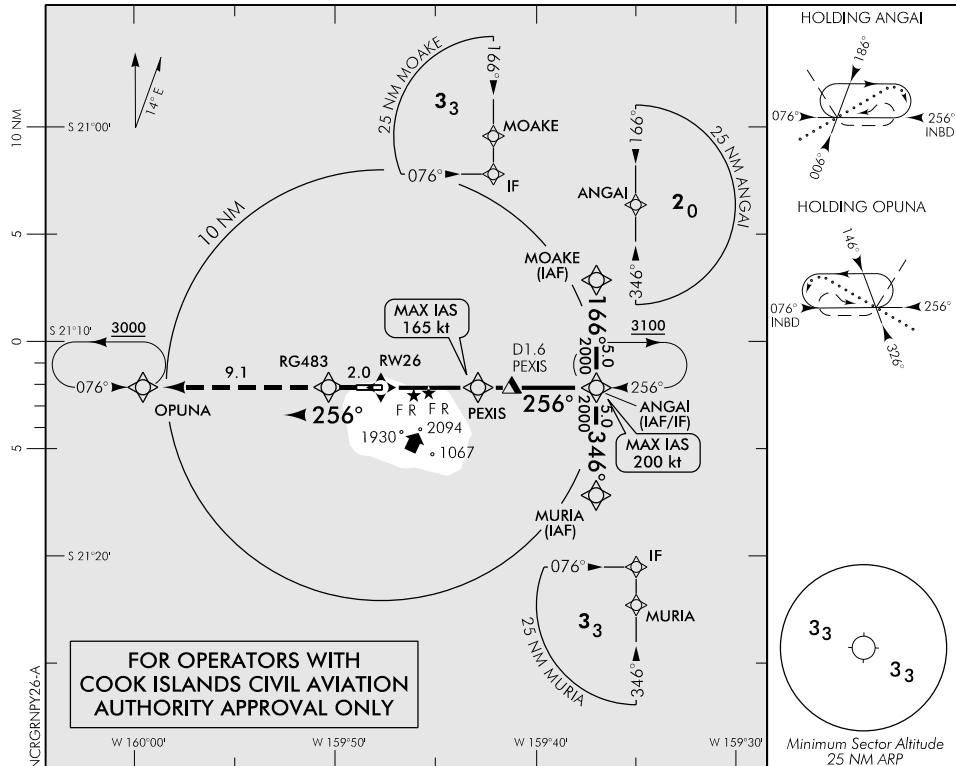 14° E
10 NM
S 21°00'
5
0
S 21°10'
5
S 21°20'
W 160°00'
W 159°50'
W 159°40'
W 159°30'
25 NM MOAKE
3₃
166°
MOAKE
076°
IF
166°
25 NM ANGAI
ANGAI
2₀
346°
10 NM
MOAKE
(IAF)
MAX IAS
165 kt
166°
5.0
2000
3000
3100
RG483
RW26
D1.6
PEXIS
076°
9.1
2.0
256°
OPUNA
256°
F R
F R
PEXIS
256°
ANGAI
(IAF/IF)
2000
5.0
346°
MAX IAS
200 kt
1930
2094
1067
MURIA
(IAF)
076°
IF
3₃
MURIA
25 NM MURIA
346°
FOR OPERATORS WITH
COOK ISLANDS CIVIL AVIATION
AUTHORITY APPROVAL ONLY
NCRGRNPY26-A
HOLDING ANGAI
186°
076°
256°
INBD
006°
HOLDING OPUNA
146°
076°
INBD
256°
326°
3₃
3₃
Minimum Sector Altitude
25 NM ARP